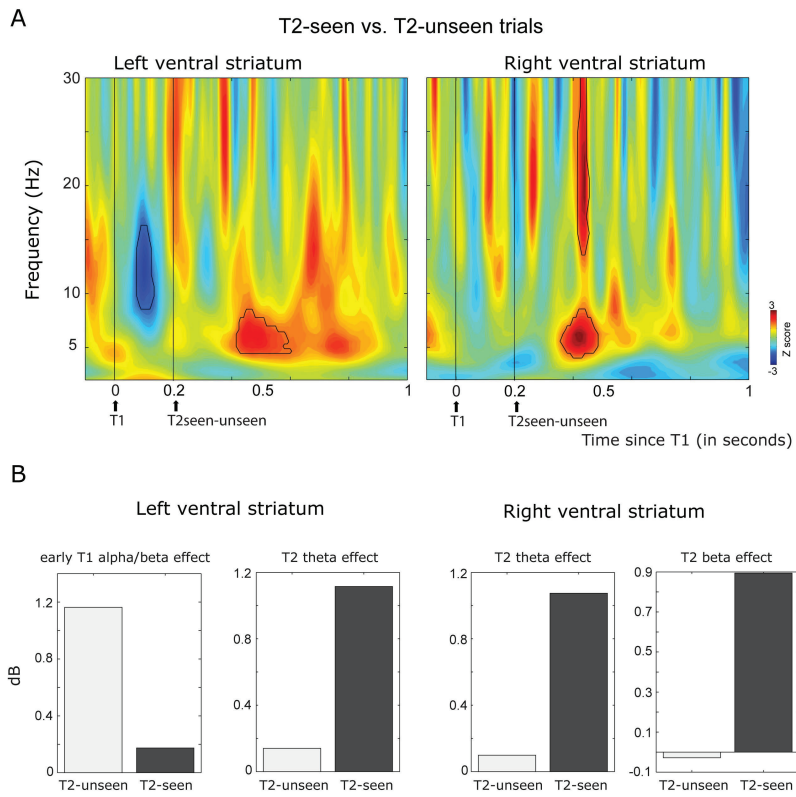 A
T2-seen vs. T2-unseen trials
Left ventral striatum
Right ventral striatum
Frequency (Hz)
30
20
10
5
0
0.2
0.5
1
T1
T2seen-unseen
0
0.2
0.5
1
T1
T2seen-unseen
3
-3
Z score
Time since T1 (in seconds)
B
Left ventral striatum
Right ventral striatum
early T1 alpha/beta effect
T2 theta effect
T2 theta effect
T2 beta effect
dB
1.2
0.8
0.4
0
T2-unseen T2-seen
1.2
0.8
0.4
0
T2-unseen T2-seen
1.2
0.8
0.4
0
T2-unseen T2-seen
0.9
0.7
0.5
0.3
0.1
-0.1
T2-unseen T2-seen